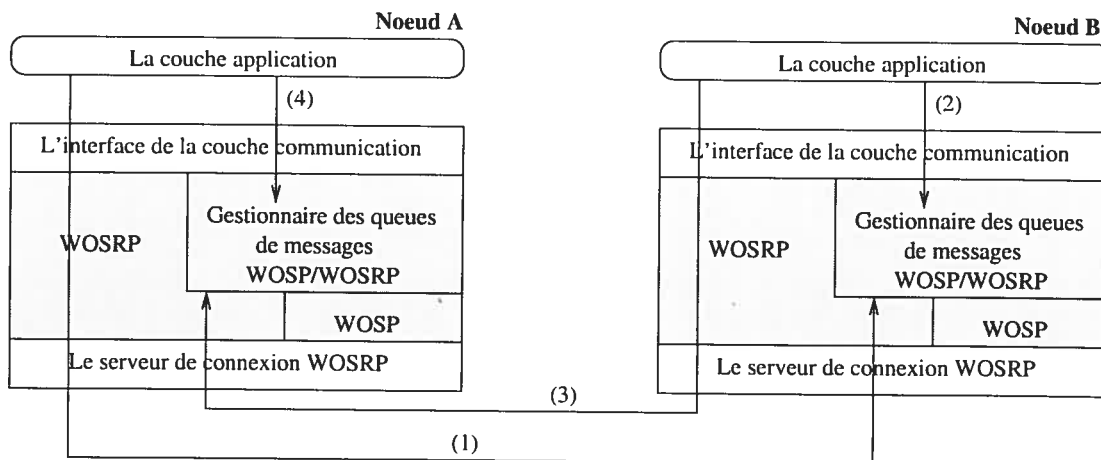 Noeud A
La couche application
(4)
L'interface de la couche communication
WOSRP
Gestionnaire des queues
de messages
WOSP/WOSRP
WOSP
Le serveur de connexion WOSRP
Noeud B
La couche application
(2)
L'interface de la couche communication
WOSRP
Gestionnaire des queues
de messages
WOSP/WOSRP
WOSP
Le serveur de connexion WOSRP
(3)
(1)